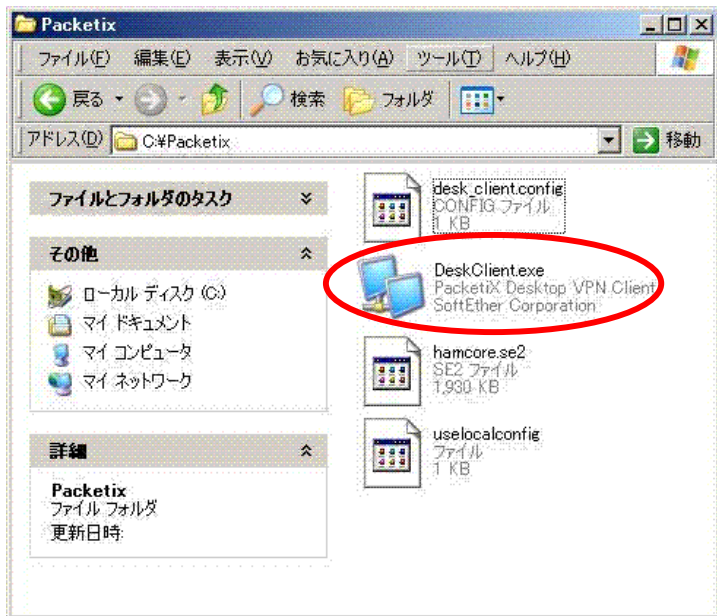 Packetix
ファイル(F) 編集(E) 表示(V) お気に入り(A) ツール(T) ヘルプ(H)
戻る 検索 フォルダ
アドレス(D) C:¥Packetix 移動
ファイルとフォルダのタスク
その他
ローカル ディスク (C:)
マイ ドキュメント
マイ コンピュータ
マイ ネットワーク
詳細
Packetix
ファイル フォルダ
更新日時:
desk_client.config
CONFIG ファイル
1 KB
DeskClient.exe
PacketiX Desktop VPN Client
SoftEther Corporation
hamcore.se2
SE2 ファイル
1,930 KB
uselocalconfig
ファイル
1 KB